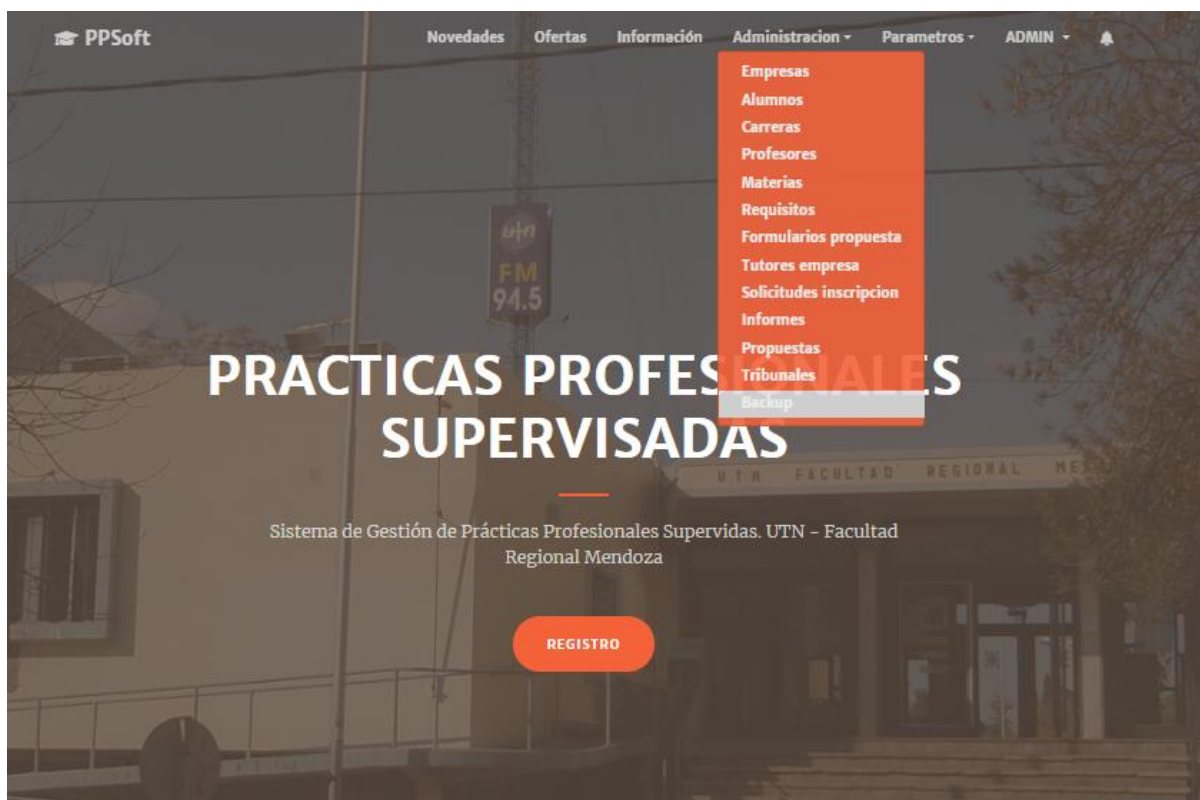 PPSoft
Novedades
Ofertas
Información
Administracion
Parametros
ADMIN
Empresas
Alumnos
Carreras
Profesores
Materias
Requisitos
Formularios propuesta
Tutores empresa
Solicitudes inscripcion
Informes
Propuestas
Tribunales
Backup
utn
FM
94.5
PRACTICAS PROFESIONALES
SUPERVISADAS
UTN FACULTAD REGIONAL ME
Sistema de Gestión de Prácticas Profesionales Supervidas. UTN – Facultad
Regional Mendoza
REGISTRO